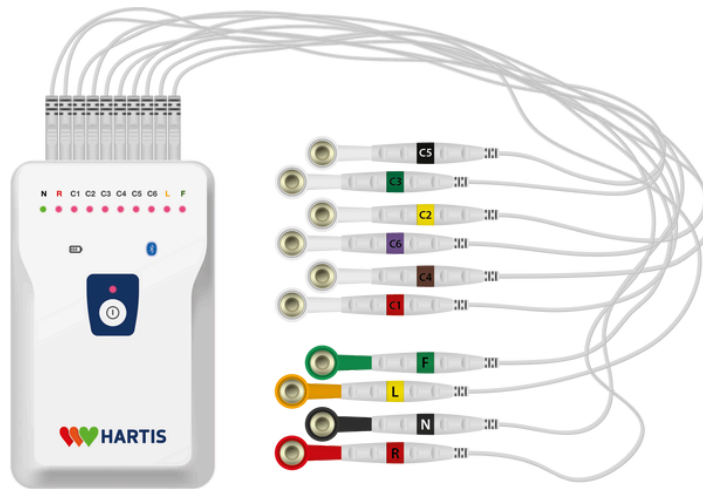 N R C1 C2 C3 C4 C5 C6 L F
HARTIS
C5
C3
C2
C6
C4
C1
F
L
N
R